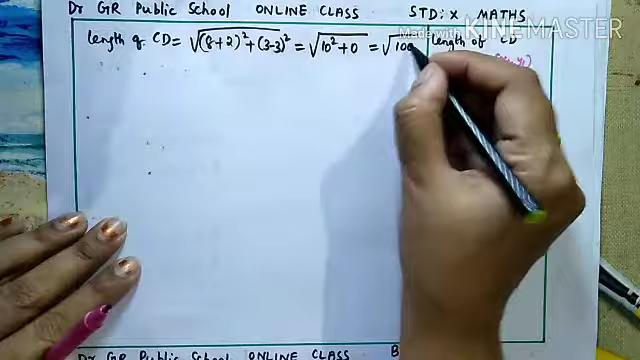 Dr GR Public School ONLINE CLASS STD: X MATHS
Made with KINEMASTER
length of CD = √(8+2)² + (3-3)² = √10² + 0 = √100 length of CD
Dr GR Public School ONLINE CLASS